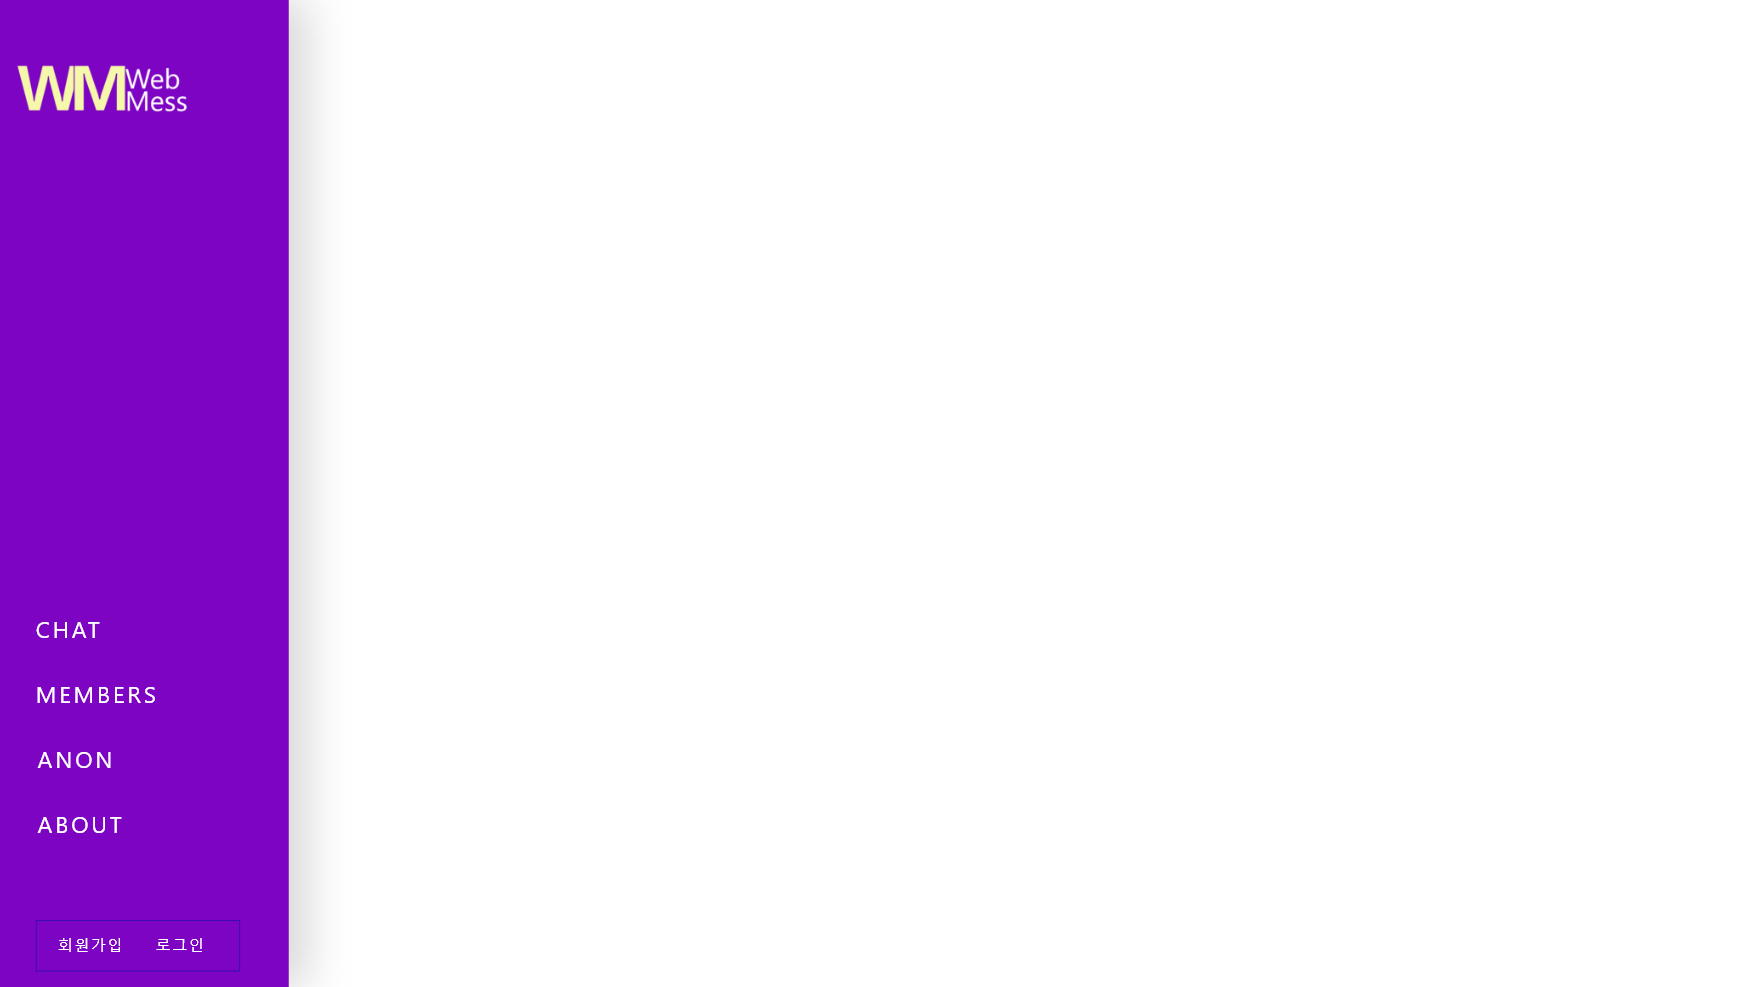 WM Web
Mess
CHAT
MEMBERS
ANON
ABOUT
회원가입 로그인